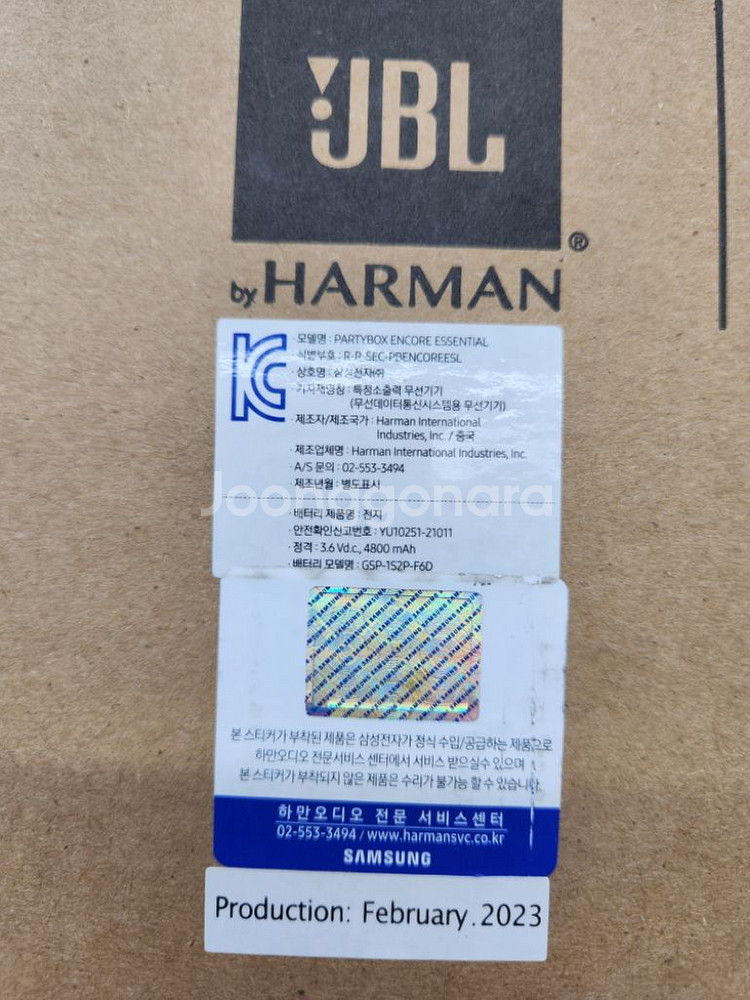 JBL
®
by HARMAN
모델명 : PARTYBOX ENCORE ESSENTIAL
식별부호 : R-R-SEC-PBENCOREESL
상호명 : 삼성전자㈜
기자재명칭 : 특정소출력 무선기기
(무선데이터통신시스템용 무선기기)
제조자/제조국가 : Harman International
Industries, Inc. / 중국
제조업체명 : Harman International Industries, Inc.
A/S 문의 : 02-553-3494
제조년월 : 별도표시
Joongonara
배터리 제품명 : 전지
안전확인신고번호 : YU10251-21011
정격 : 3.6 Vd.c., 4800 mAh
배터리 모델명 : GSP-1S2P-F6D
SAMSUNG SAMSUNG SAMSUNG
본 스티커가 부착된 제품은 삼성전자가 정식 수입/공급하는 제품으로
하만오디오 전문서비스 센터에서 서비스 받으실수 있으며
본 스티커가 부착되지 않은 제품은 수리가 불가능 할 수 있습니다.
하만오디오 전문 서비스센터
02-553-3494 / www.harmansvc.co.kr
SAMSUNG
Production: February.2023